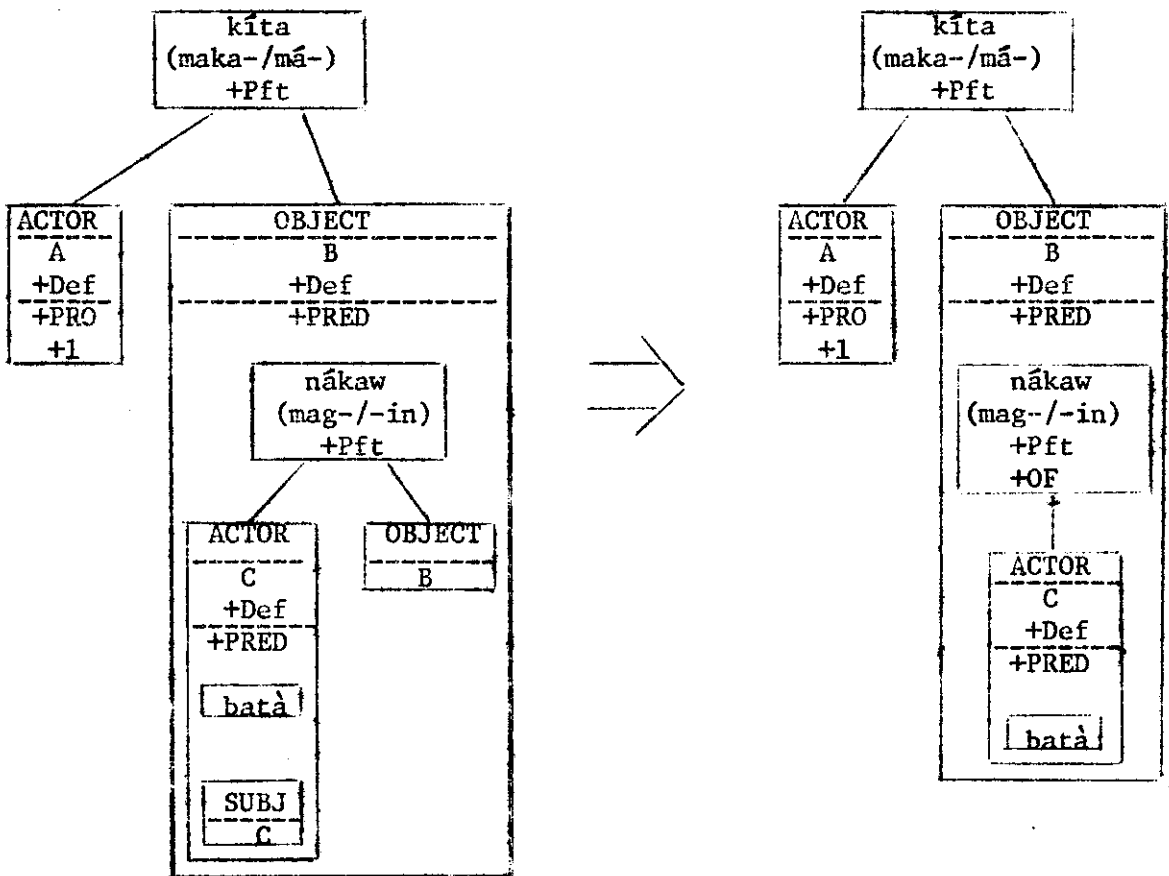 kíta
(maka-/má-)
+Pft
ACTOR
A
+Def
+PRO
+1
OBJECT
B
+Def
+PRED
nákaw
(mag-/-in)
+Pft
ACTOR
C
+Def
+PRED
batà
SUBJ
C
OBJECT
B
kíta
(maka-/má-)
+Pft
ACTOR
A
+Def
+PRO
+1
OBJECT
B
+Def
+PRED
nákaw
(mag-/-in)
+Pft
+OF
ACTOR
C
+Def
+PRED
batà